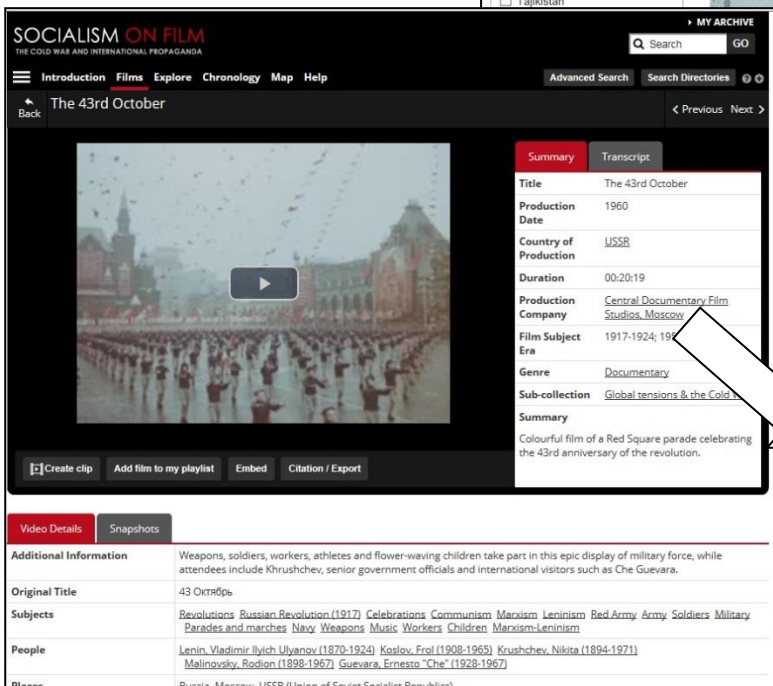 Tajikistan
SOCIALISM ON FILM
THE COLD WAR AND INTERNATIONAL PROPAGANDA
MY ARCHIVE
Search GO
Introduction Films Explore Chronology Map Help
Advanced Search Search Directories
Back
The 43rd October
Previous Next
Summary Transcript
Title The 43rd October
Production Date 1960
Country of Production USSR
Duration 00:20:19
Production Company Central Documentary Film
Studios, Moscow
Film Subject Era 1917-1924;
Genre Documentary
Sub-collection Global tensions & the Cold
Summary
Colourful film of a Red Square parade celebrating
the 43rd anniversary of the revolution.
Create clip Add film to my playlist Embed Citation / Export
Video Details Snapshots
Additional Information Weapons, soldiers, workers, athletes and flower-waving children take part in this epic display of military force, while
attendees include Khrushchev, senior government officials and international visitors such as Che Guevara.
Original Title 43 Октябрь
Subjects Revolutions Russian Revolution (1917) Celebrations Communism Marxism Leninism Red Army Army Soldiers Military
Parades and marches Navy Weapons Music Workers Children Marxism-Leninism
People Lenin, Vladimir Ilyich Ulyanov (1870-1924) Koslov, Frol (1908-1965) Krushchev, Nikita (1894-1971)
Malinovsky, Rodion (1898-1967) Guevara, Ernesto "Che" (1928-1967)
Places Russia, Moscow, USSR (Union of Soviet Socialist Republics)